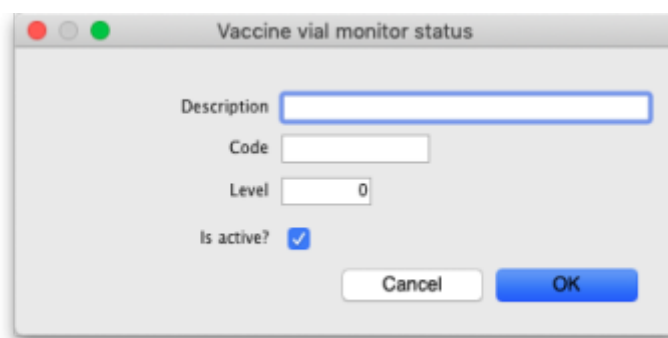 Vaccine vial monitor status
Description
Code
Level 0
Is active?
Cancel OK